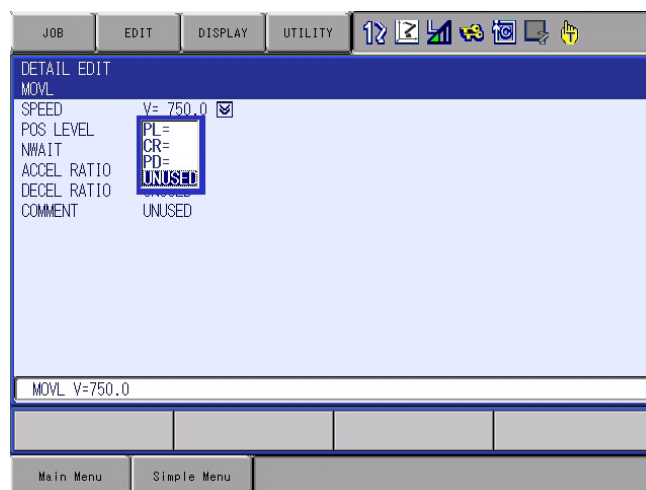 JOB EDIT DISPLAY UTILITY
DETAIL EDIT
MOVL
SPEED V= 750.0
POS LEVEL PL=
NWAIT CR=
PD=
ACCEL RATIO UNUSED
DECEL RATIO UNUSED
COMMENT UNUSED
MOVL V=750.0
Main Menu Simple Menu